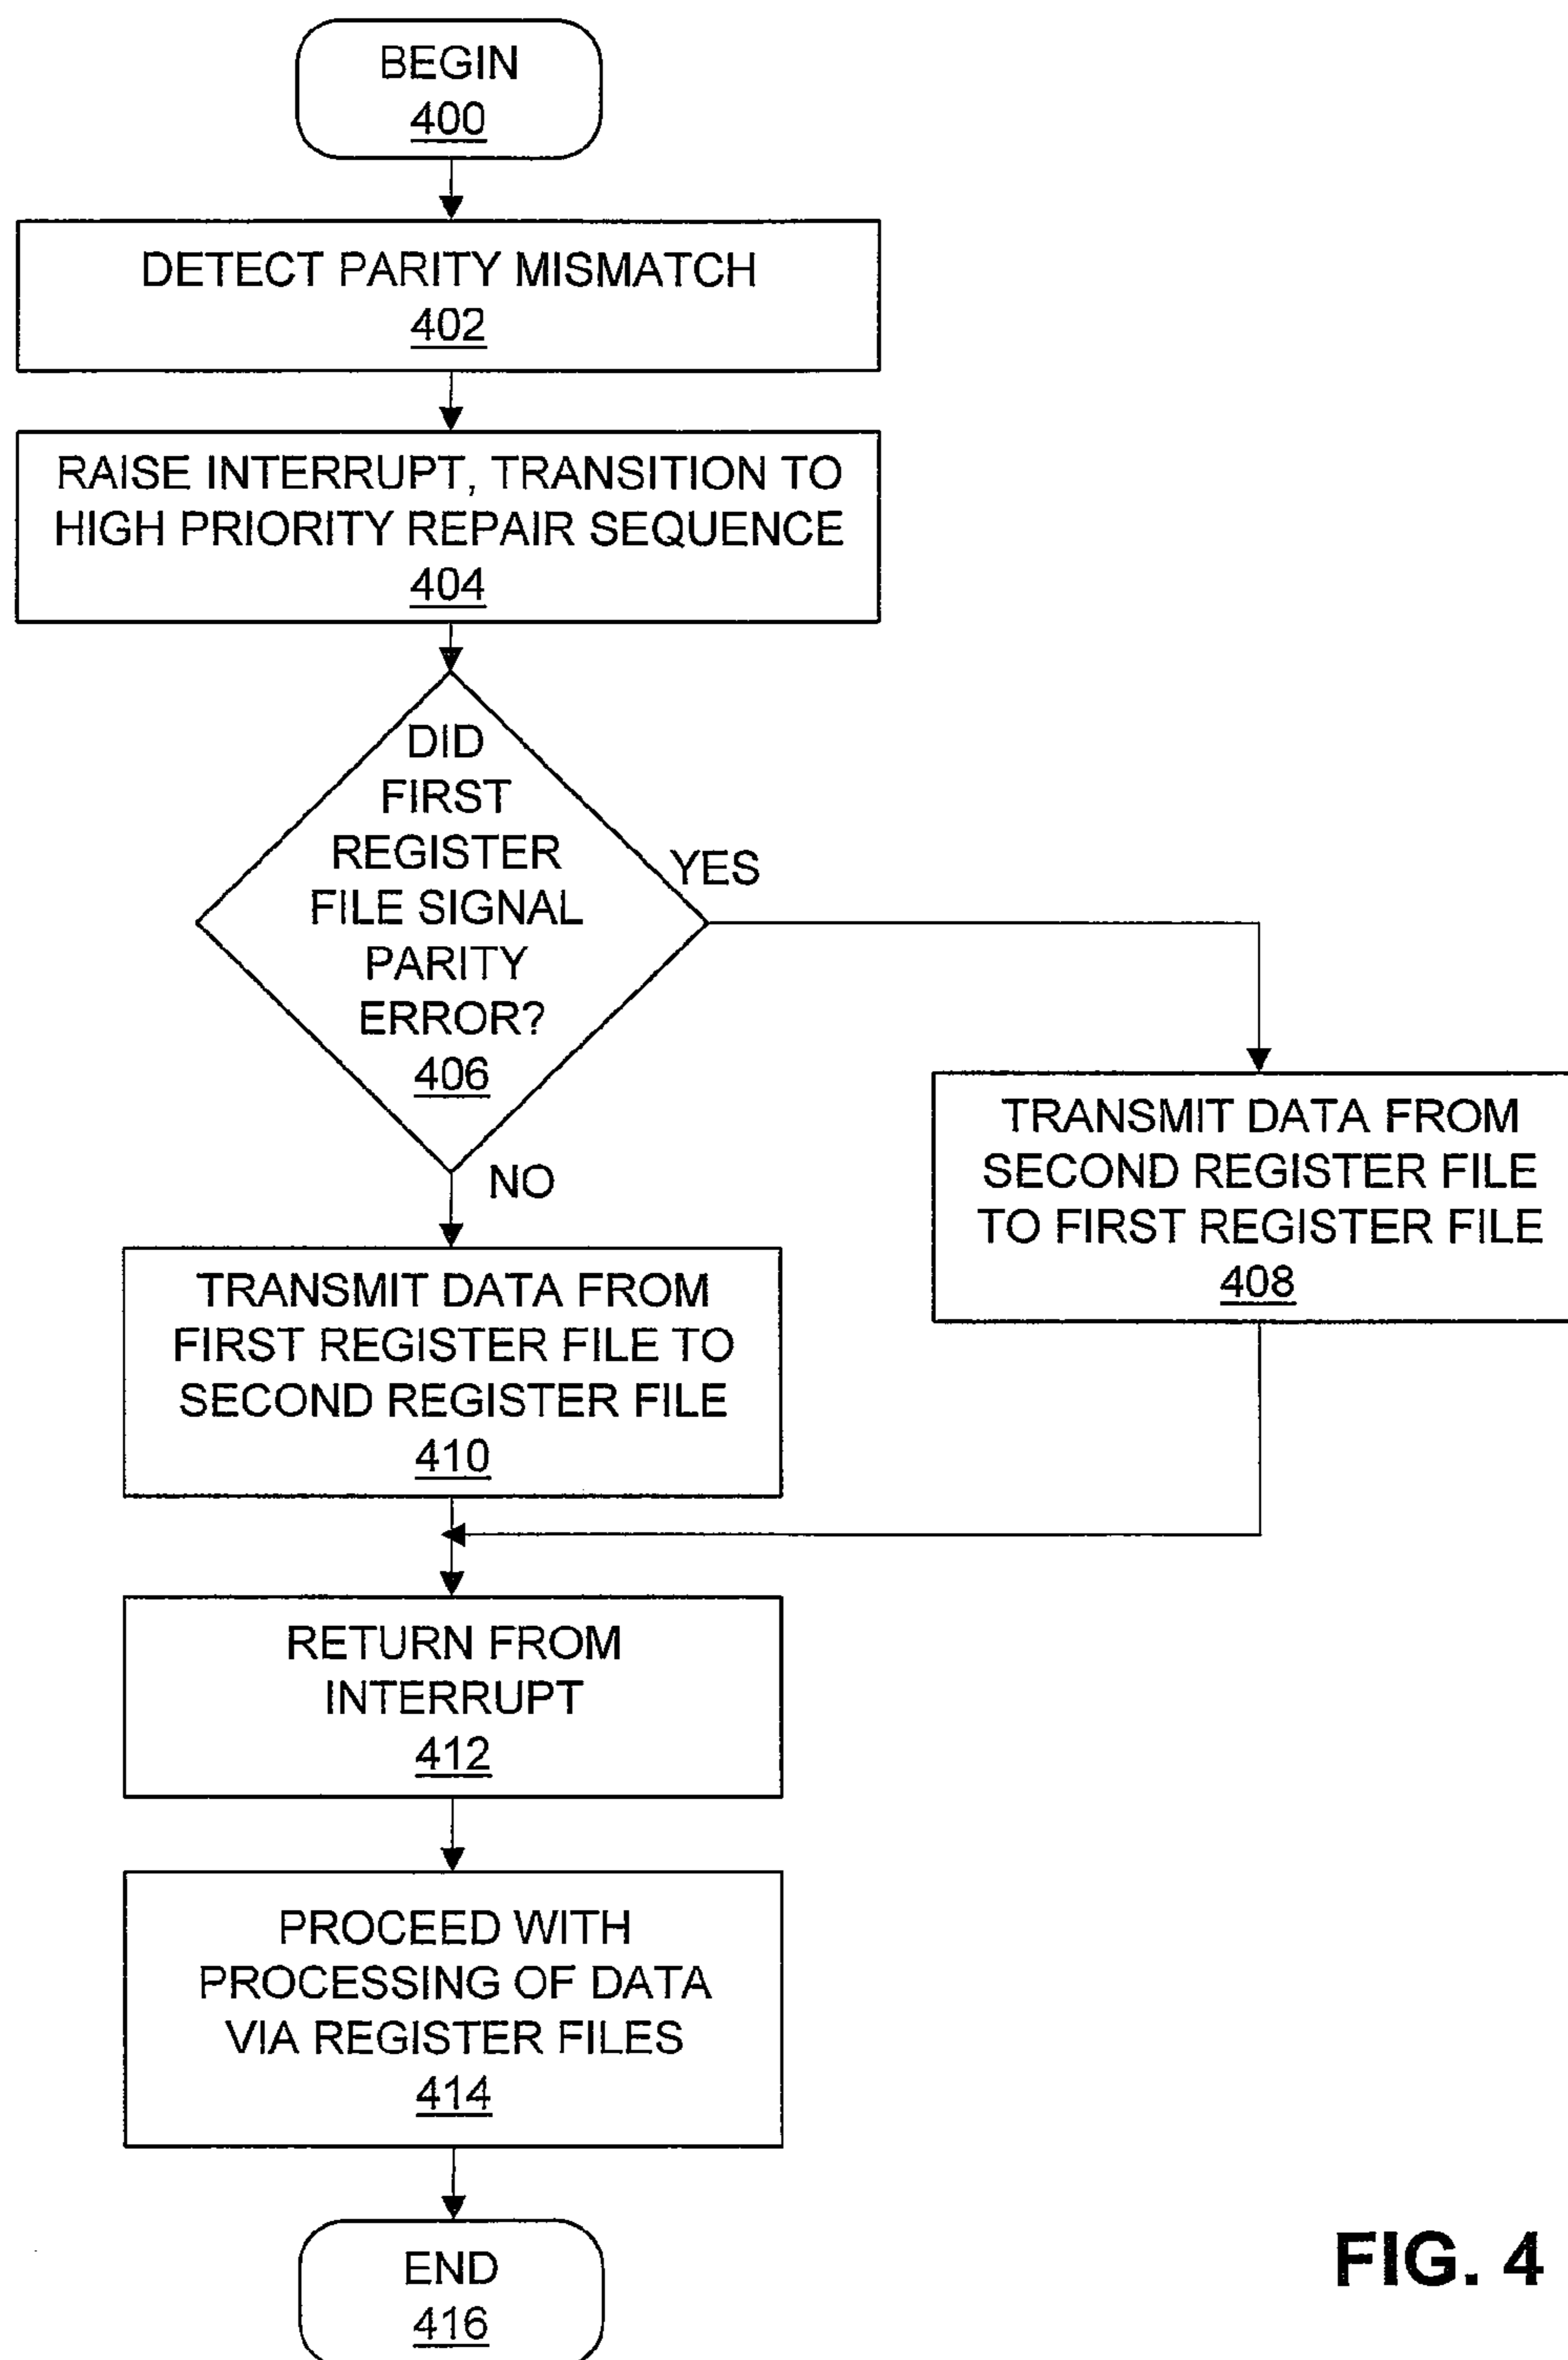 BEGIN
400
DETECT PARITY MISMATCH
402
RAISE INTERRUPT, TRANSITION TO
HIGH PRIORITY REPAIR SEQUENCE
404
DID
FIRST
REGISTER
FILE SIGNAL
PARITY
ERROR?
406
YES
NO
TRANSMIT DATA FROM
SECOND REGISTER FILE
TO FIRST REGISTER FILE
408
TRANSMIT DATA FROM
FIRST REGISTER FILE TO
SECOND REGISTER FILE
410
RETURN FROM
INTERRUPT
412
PROCEED WITH
PROCESSING OF DATA
VIA REGISTER FILES
414
END
416
FIG. 4